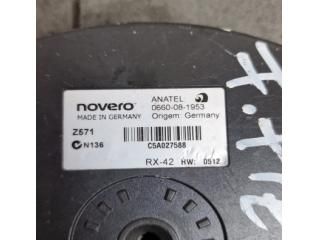 novero ANATEL
MADE IN GERMANY 0660-08-1953
Origem Germany
Z571
N136 C5A027588
RX-42 HW: 0512